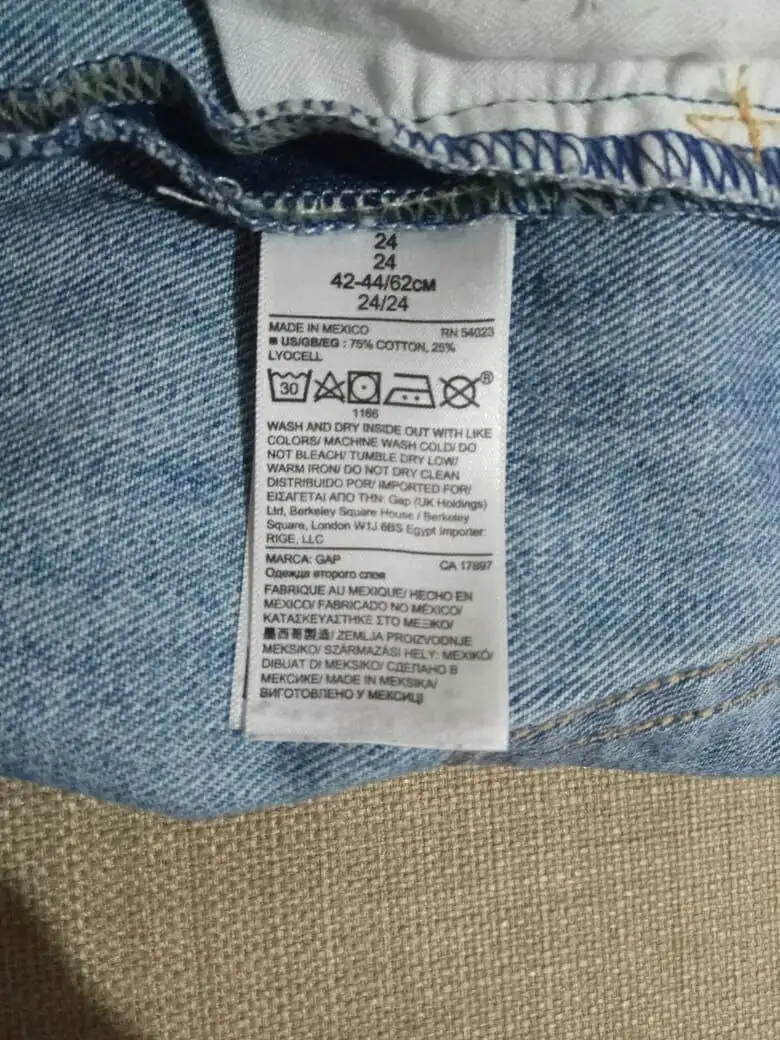 24
24
42-44/62см
24/24
MADE IN MEXICO RN 54023
■ US/GB/EG : 75% COTTON, 25%
LYOCELL
30 ®
1166
WASH AND DRY INSIDE OUT WITH LIKE
COLORS/ MACHINE WASH COLD/ DO
NOT BLEACH/ TUMBLE DRY LOW/
WARM IRON/ DO NOT DRY CLEAN
DISTRIBUIDO POR/ IMPORTED FOR/
ΕΙΣΑΓΕΤΑΙ ΑΠΟ ΤΗΝ: Gap (UK Holdings)
Ltd, Berkeley Square House / Berkeley
Square, London W1J 6BS Egypt Importer:
RIGE, LLC
MARCA: GAP CA 17897
Одежда второго слоя
FABRIQUE AU MEXIQUE/ HECHO EN
MEXICO/ FABRICADO NO MÉXICO/
ΚΑΤΑΣΚΕΥΑΣΤΗΚΕ ΣΤΟ ΜΕΞΙΚΟ/
墨西哥製造/ ZEMLJA PROIZVODNJE
MEKSIKO/ SZÁRMAZÁSI HELY: MEXIKÓ/
DIBUAT DI MEKSIKO/ СДЕЛАНО В
МЕКСИКЕ/ MADE IN MEKSIKA/
ВИГОТОВЛЕНО У МЕКСИЦІ